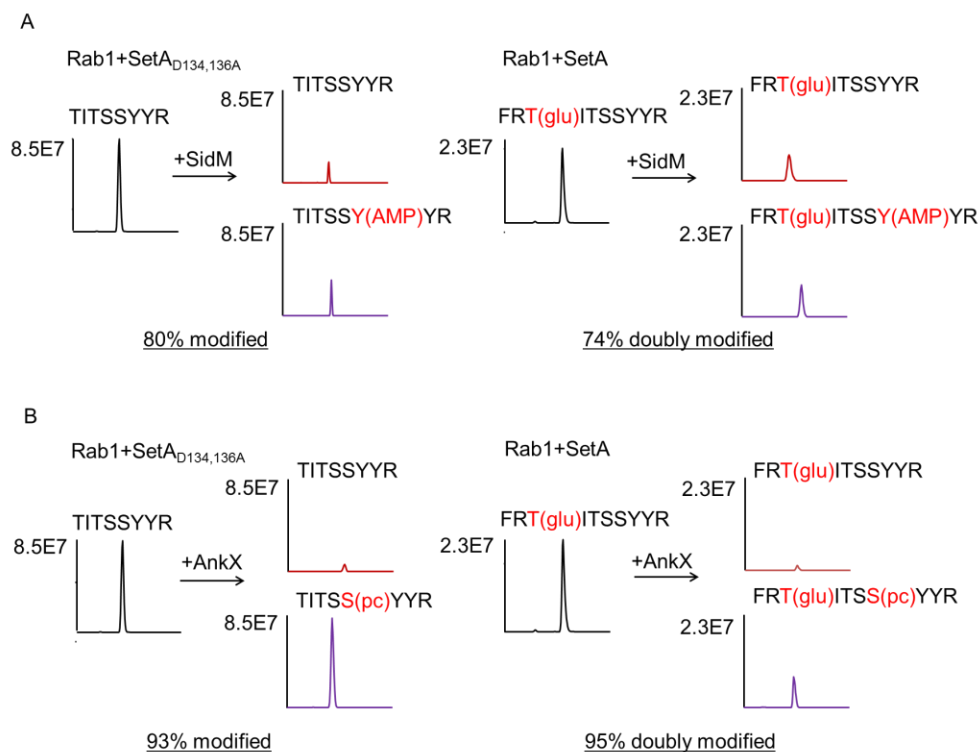 A
Rab1+SetA D134,136A
Rab1+SetA
TITSSYYR
8.5E7
+SidM
TITSSYYR
8.5E7
TITSSY(AMP)YR
8.5E7
80% modified
FRT(glu)ITSSYYR
2.3E7
+SidM
FRT(glu)ITSSYYR
2.3E7
FRT(glu)ITSSY(AMP)YR
2.3E7
74% doubly modified
B
Rab1+SetA D134,136A
Rab1+SetA
TITSSYYR
8.5E7
+AnkX
TITSSYYR
8.5E7
TITSS(pc)YYR
8.5E7
93% modified
FRT(glu)ITSSYYR
2.3E7
+AnkX
FRT(glu)ITSSYYR
2.3E7
FRT(glu)ITSS(pc)YYR
2.3E7
95% doubly modified